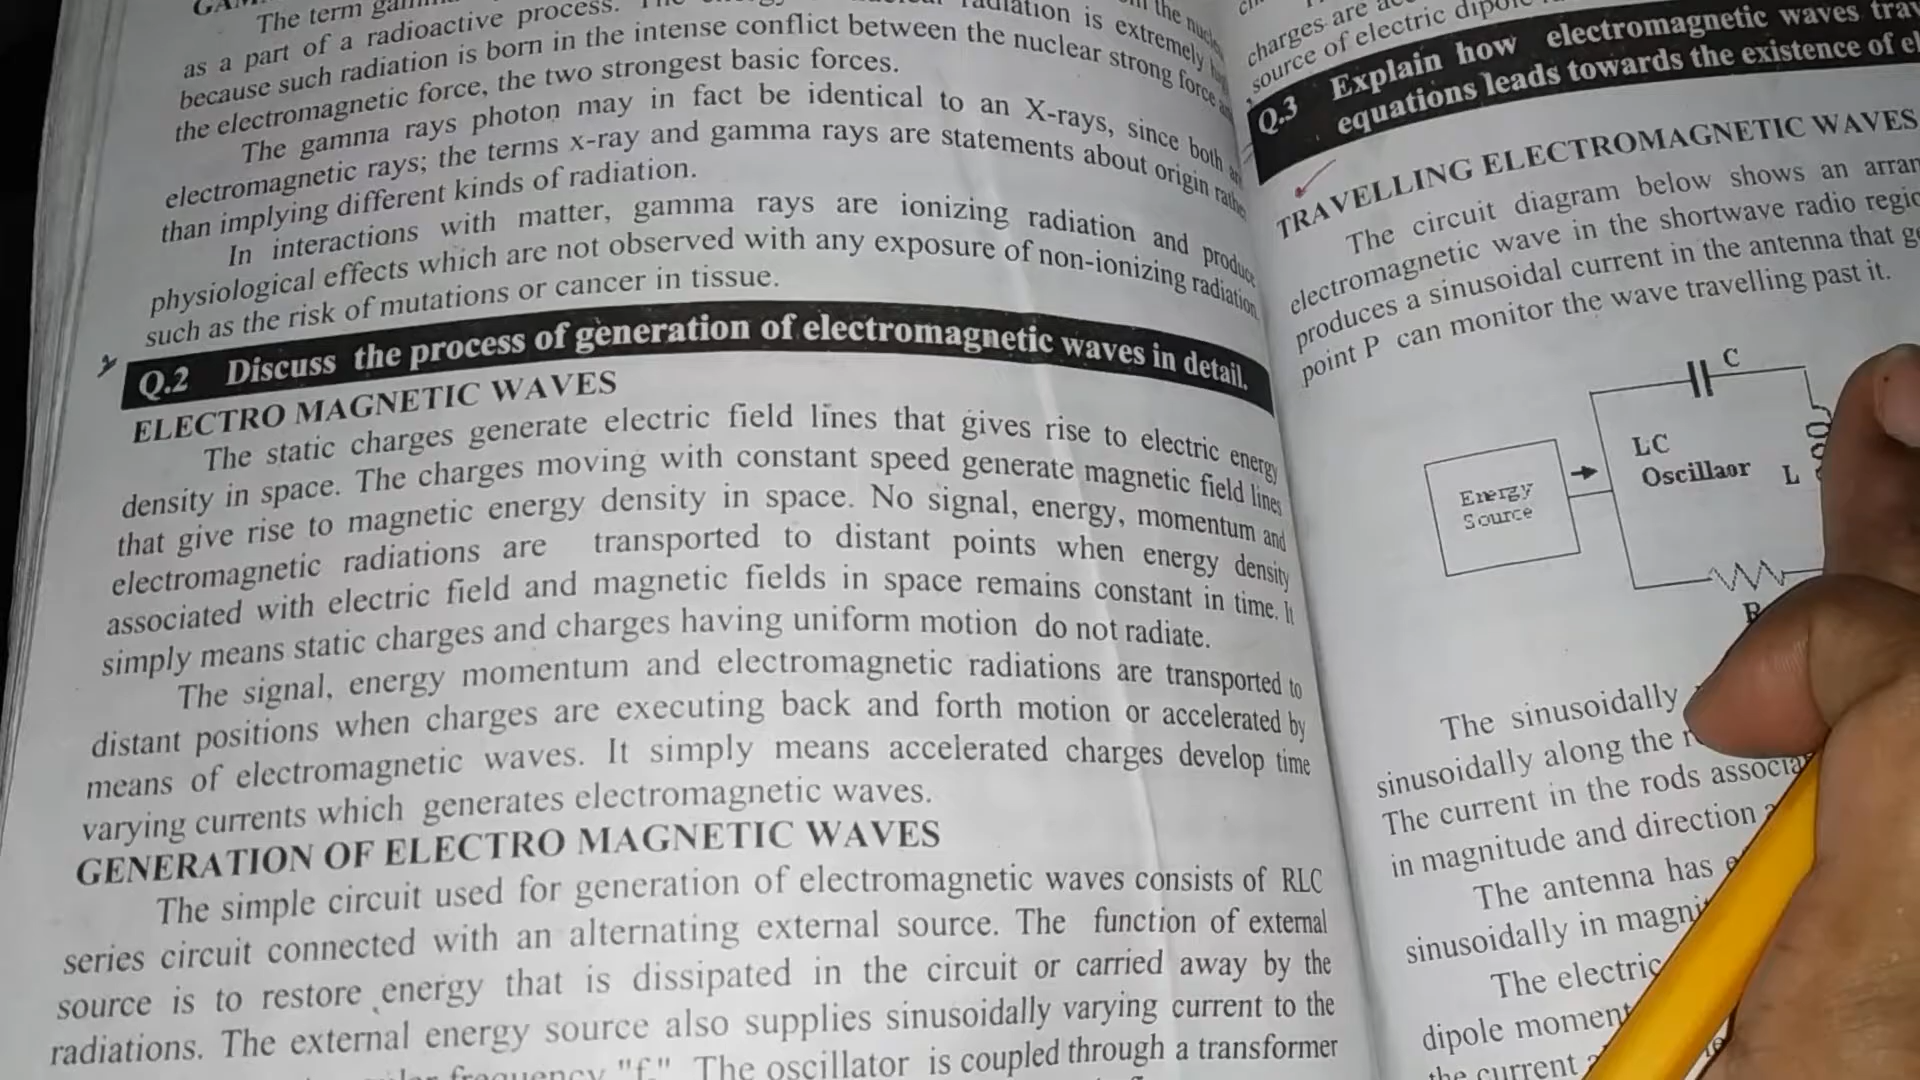 The term
as a part of a radioactive process.
radiation is extremely
because such radiation is born in the intense conflict between the nuclear strong force
the electromagnetic force, the two strongest basic forces.
The gamma rays photon may in fact be identical to an X-rays, since both
electromagnetic rays; the terms x-ray and gamma rays are statements about origin rather
than implying different kinds of radiation.
In interactions with matter, gamma rays are ionizing radiation and produce
physiological effects which are not observed with any exposure of non-ionizing radiation
such as the risk of mutations or cancer in tissue.
Q.2 Discuss the process of generation of electromagnetic waves in detail.
ELECTRO MAGNETIC WAVES
The static charges generate electric field lines that gives rise to electric energy
density in space. The charges moving with constant speed generate magnetic field lines
that give rise to magnetic energy density in space. No signal, energy, momentum and
electromagnetic radiations are transported to distant points when energy density
associated with electric field and magnetic fields in space remains constant in time. It
simply means static charges and charges having uniform motion do not radiate.
The signal, energy momentum and electromagnetic radiations are transported to
distant positions when charges are executing back and forth motion or accelerated by
means of electromagnetic waves. It simply means accelerated charges develop time
varying currents which generates electromagnetic waves.
GENERATION OF ELECTRO MAGNETIC WAVES
The simple circuit used for generation of electromagnetic waves consists of RLC
series circuit connected with an alternating external source. The function of external
source is to restore energy that is dissipated in the circuit or carried away by the
radiations. The external energy source also supplies sinusoidally varying current to the
frequency "f." The oscillator is coupled through a transformer
charges are
source of electric
Q.3 Explain how electromagnetic waves
equations leads towards the existence of
TRAVELLING ELECTROMAGNETIC WAVES
The circuit diagram below shows an
electromagnetic wave in the shortwave radio
produces a sinusoidal current in the antenna that
point P can monitor the wave travelling past it.
C
LC
Oscillaor
L
Energy
Source
R
The sinusoidally
sinusoidally along the
The current in the rods
in magnitude and direction
The antenna has
sinusoidally in
The
dipole
the current